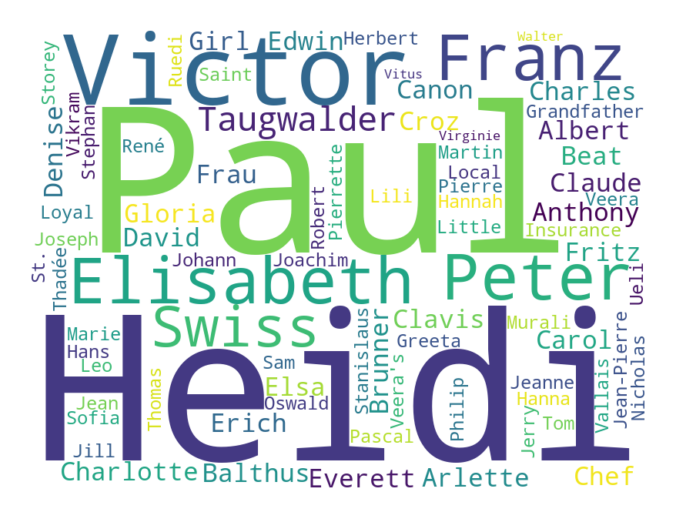 Victor
Paul
Heidi
Franz
Elisabeth
Peter
Swiss
Storey
Ruedi
Girl
Saint
Edwin
Herbert
Vitus
Walter
Canon
Charles
Grandfather
Denise
Vikram
Stephan
René
Taugwalder
Croz
Virginie
Albert
Martin
Beat
Frau
Pierrette
Lili
Local
Pierre
Hannah
Claude
Veera
Loyal
Gloria
Robert
Little
Anthony
Insurance
Joseph
David
Fritz
St.
Thadée
Johann
Joachim
Ueli
Marie
Hans
Leo
Jean
Sofia
Jill
Thomas
Sam
Elsa
Oswald
Erich
Stanislaus
Brunner
Veera's
Clavis
Greeta
Murali
Carol
Philip
Pascal
Jeanne
Hanna
Tom
Jerry
Vallais
Jean-Pierre
Nicholas
Charlotte
Balthus
Everett
Arlette
Chef